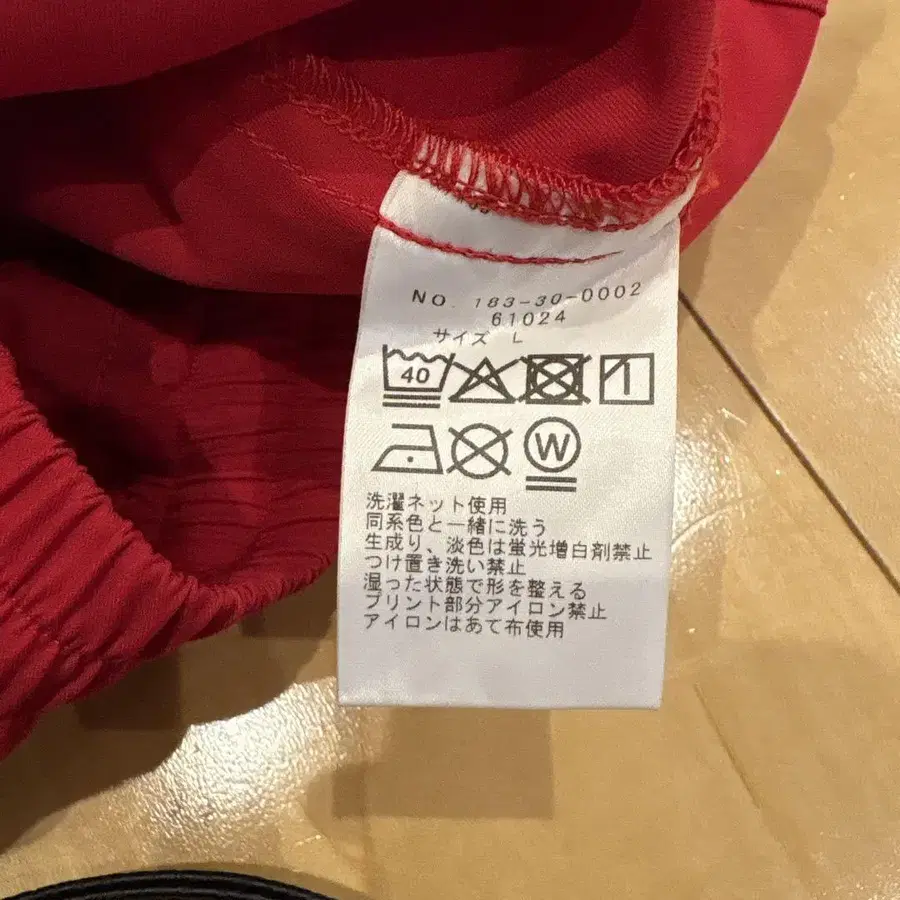 NO. 183-30-0002
61024
サイズ L
40
W
洗濯ネット使用
同系色と一緒に洗う
生成り、淡色は蛍光増白剤禁止
つけ置き洗い禁止
湿った状態で形を整える
プリント部分アイロン禁止
アイロンはあて布使用